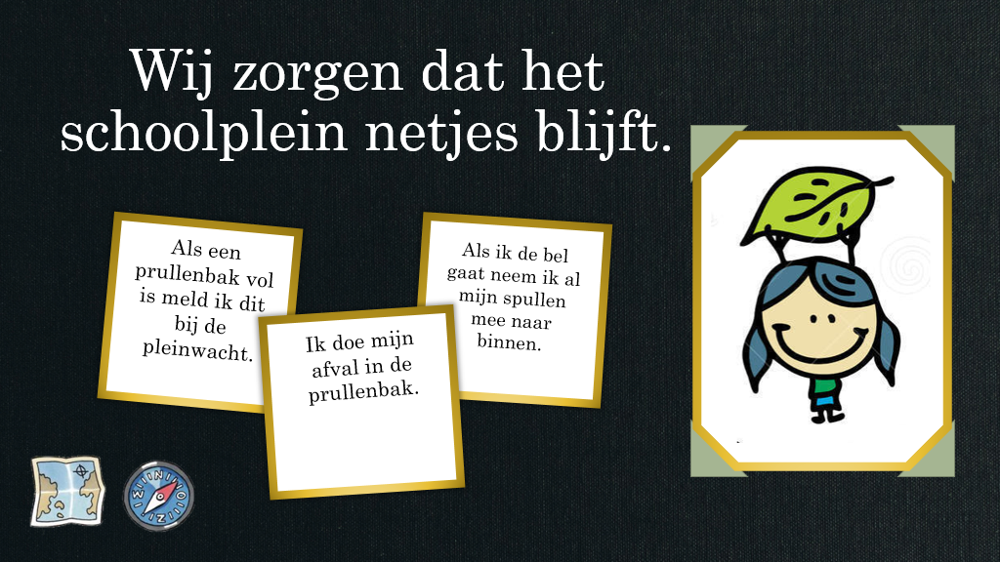 Wij zorgen dat het
schoolplein netjes blijft.
Als een
prullenbak vol
is meld ik dit
bij de
pleinwacht.
Ik doe mijn
afval in de
prullenbak.
Als ik de bel
gaat neem ik al
mijn spullen
mee naar
binnen.